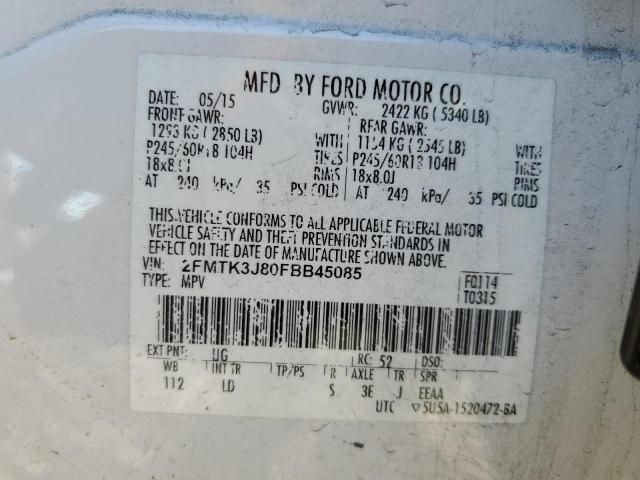 MFD BY FORD MOTOR CO.
DATE: 05/15 GVWR: 2422 KG ( 5340 LB)
FRONT GAWR: REAR GAWR:
1293 KG ( 2850 LB) WITH 1154 KG ( 2545 LB) WITH
P245/60R18 104H TIRES P245/60R18 104H TIRES
18x8.0J RIMS 18x8.0J RIMS
AT 240 kPa/ 35 PSI COLD AT 240 kPa/ 35 PSI COLD
THIS VEHICLE CONFORMS TO ALL APPLICABLE FEDERAL MOTOR
VEHICLE SAFETY AND THEFT PREVENTION STANDARDS IN
EFFECT ON THE DATE OF MANUFACTURE SHOWN ABOVE.
VIN: 2FMTK3J80FBB45085 F0114
TYPE: MPV T0315
EXT PNT: UG RC: 52 DSO:
WB INT TR TP/PS R AXLE TR SPR
112 LD S 3E J EEAA
UTC ▽5U5A-1520472-BA